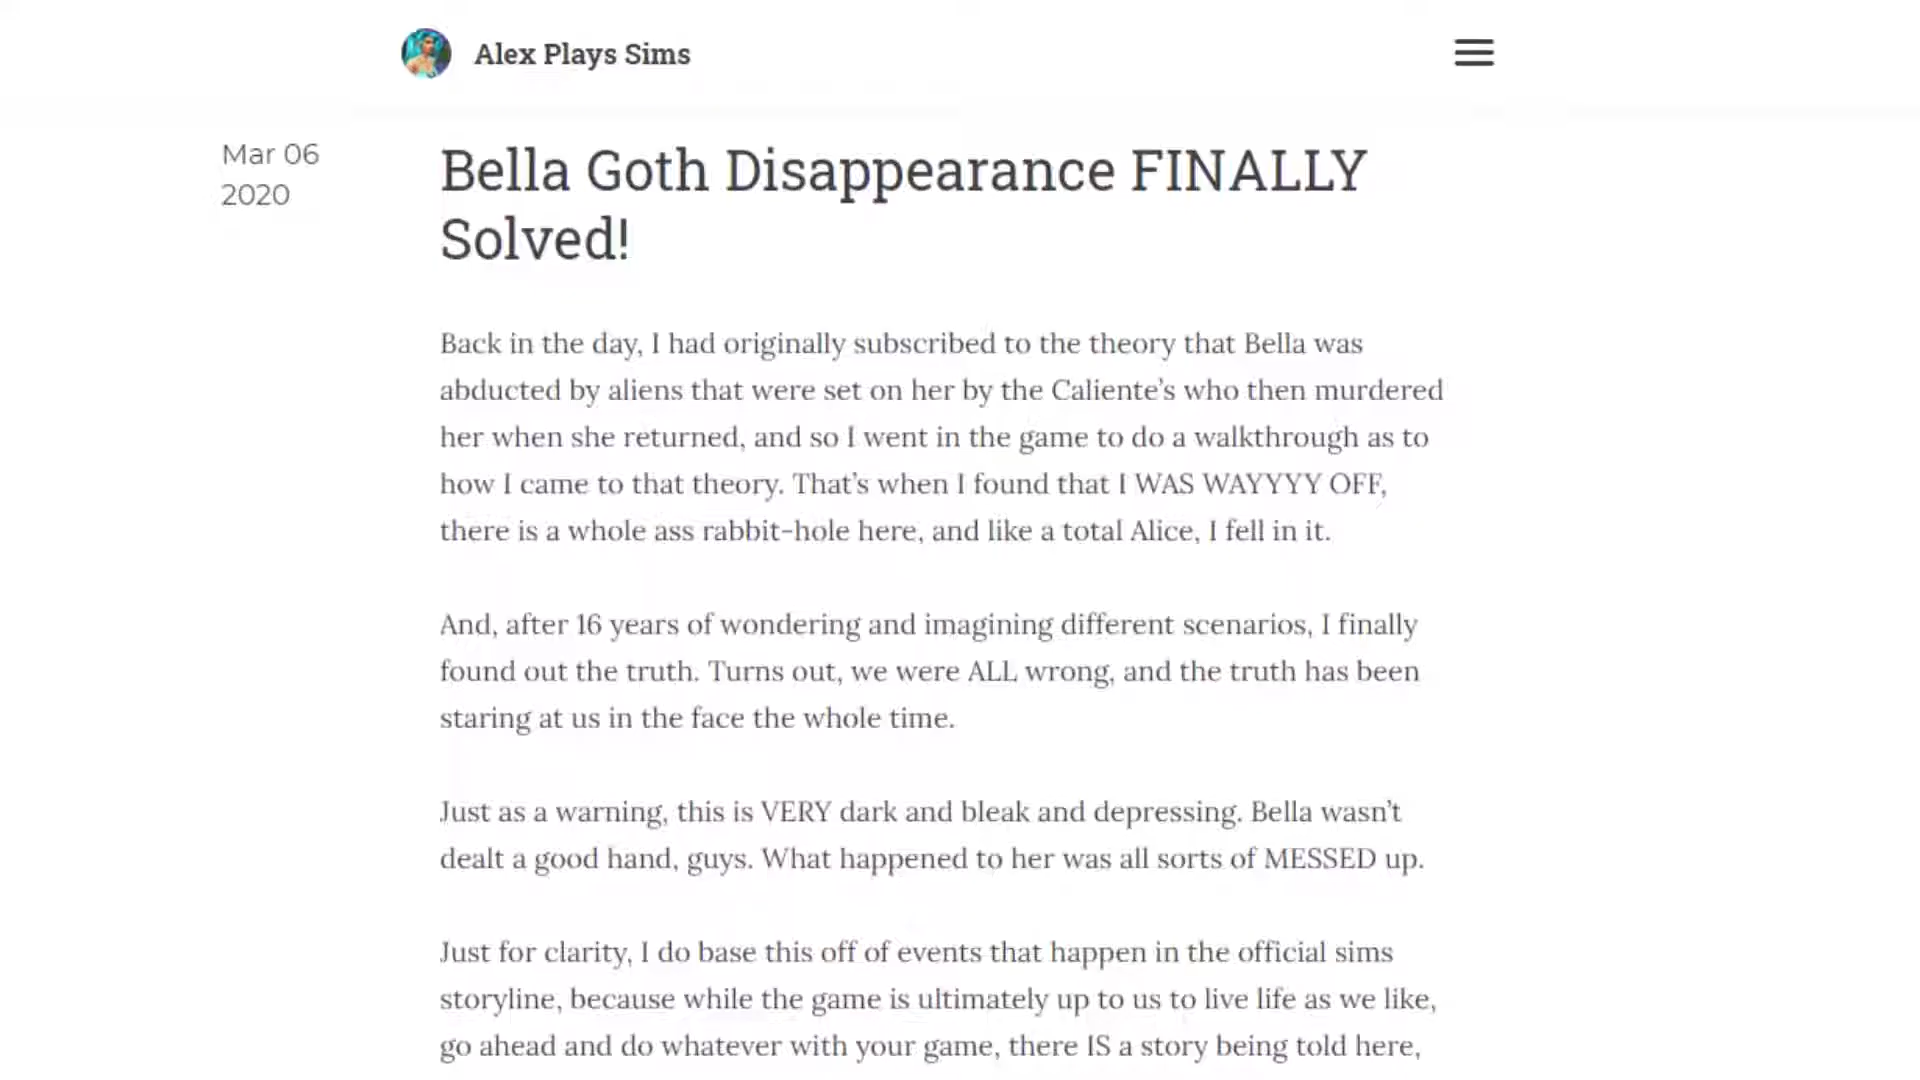 Alex Plays Sims
Mar 06
2020
Bella Goth Disappearance FINALLY
Solved!
Back in the day, I had originally subscribed to the theory that Bella was
abducted by aliens that were set on her by the Caliente’s who then murdered
her when she returned, and so I went in the game to do a walkthrough as to
how I came to that theory. That’s when I found that I WAS WAYYYY OFF,
there is a whole ass rabbit-hole here, and like a total Alice, I fell in it.
And, after 16 years of wondering and imagining different scenarios, I finally
found out the truth. Turns out, we were ALL wrong, and the truth has been
staring at us in the face the whole time.
Just as a warning, this is VERY dark and bleak and depressing. Bella wasn’t
dealt a good hand, guys. What happened to her was all sorts of MESSED up.
Just for clarity, I do base this off of events that happen in the official sims
storyline, because while the game is ultimately up to us to live life as we like,
go ahead and do whatever with your game, there IS a story being told here,